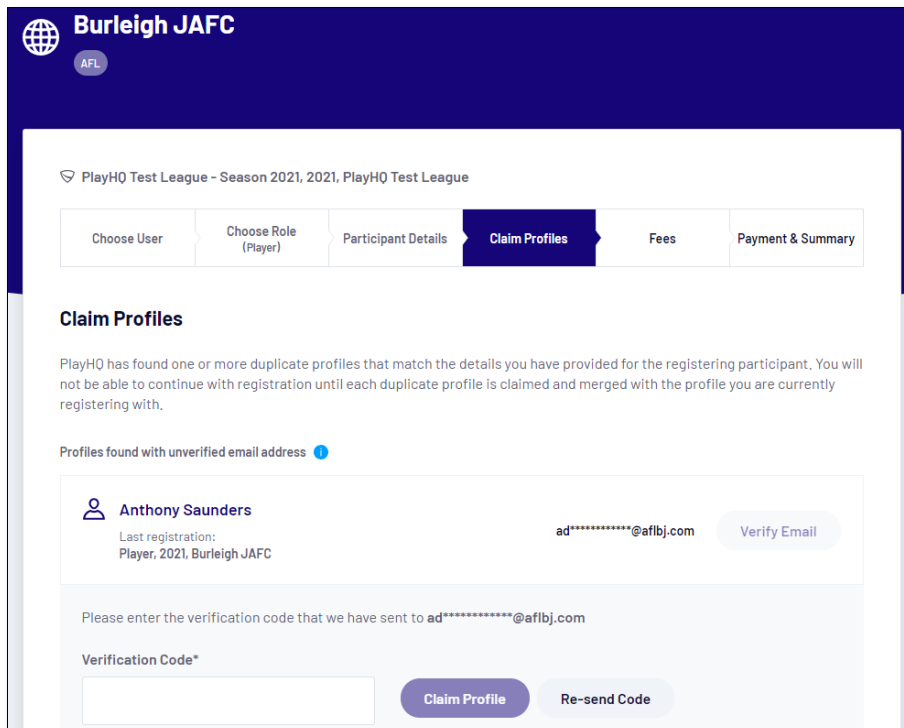 Burleigh JAFC
AFL
PlayHQ Test League - Season 2021, 2021, PlayHQ Test League
Choose User
Choose Role
(Player)
Participant Details
Claim Profiles
Fees
Payment & Summary
Claim Profiles
PlayHQ has found one or more duplicate profiles that match the details you have provided for the registering participant. You will
not be able to continue with registration until each duplicate profile is claimed and merged with the profile you are currently
registering with.
Profiles found with unverified email address
Anthony Saunders
Last registration:
Player, 2021, Burleigh JAFC
ad************@aflbj.com
Verify Email
Please enter the verification code that we have sent to ad************@aflbj.com
Verification Code*
Claim Profile
Re-send Code